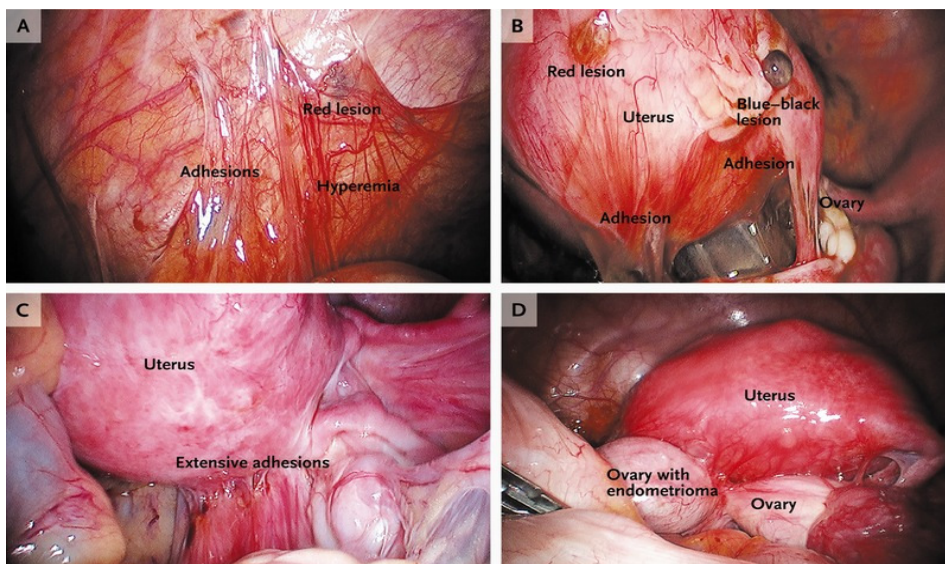 A
Red lesion
Adhesions
Hyperemia
B
Red lesion
Uterus
Blue–black
lesion
Adhesion
Ovary
Adhesion
C
Uterus
Extensive adhesions
D
Uterus
Ovary with
endometrioma
Ovary